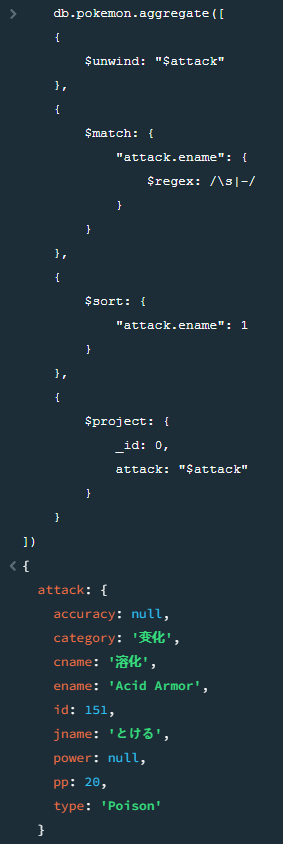 db.pokemon.aggregate([
{
$unwind: "$attack"
},
{
$match: {
"attack.ename": {
$regex: /\s|-/
}
}
},
{
$sort: {
"attack.ename": 1
}
},
{
$project: {
_id: 0,
attack: "$attack"
}
}
])
{
attack: {
accuracy: null,
category: '变化',
cname: '溶化',
ename: 'Acid Armor',
id: 151,
jname: 'とける',
power: null,
pp: 20,
type: 'Poison'
}